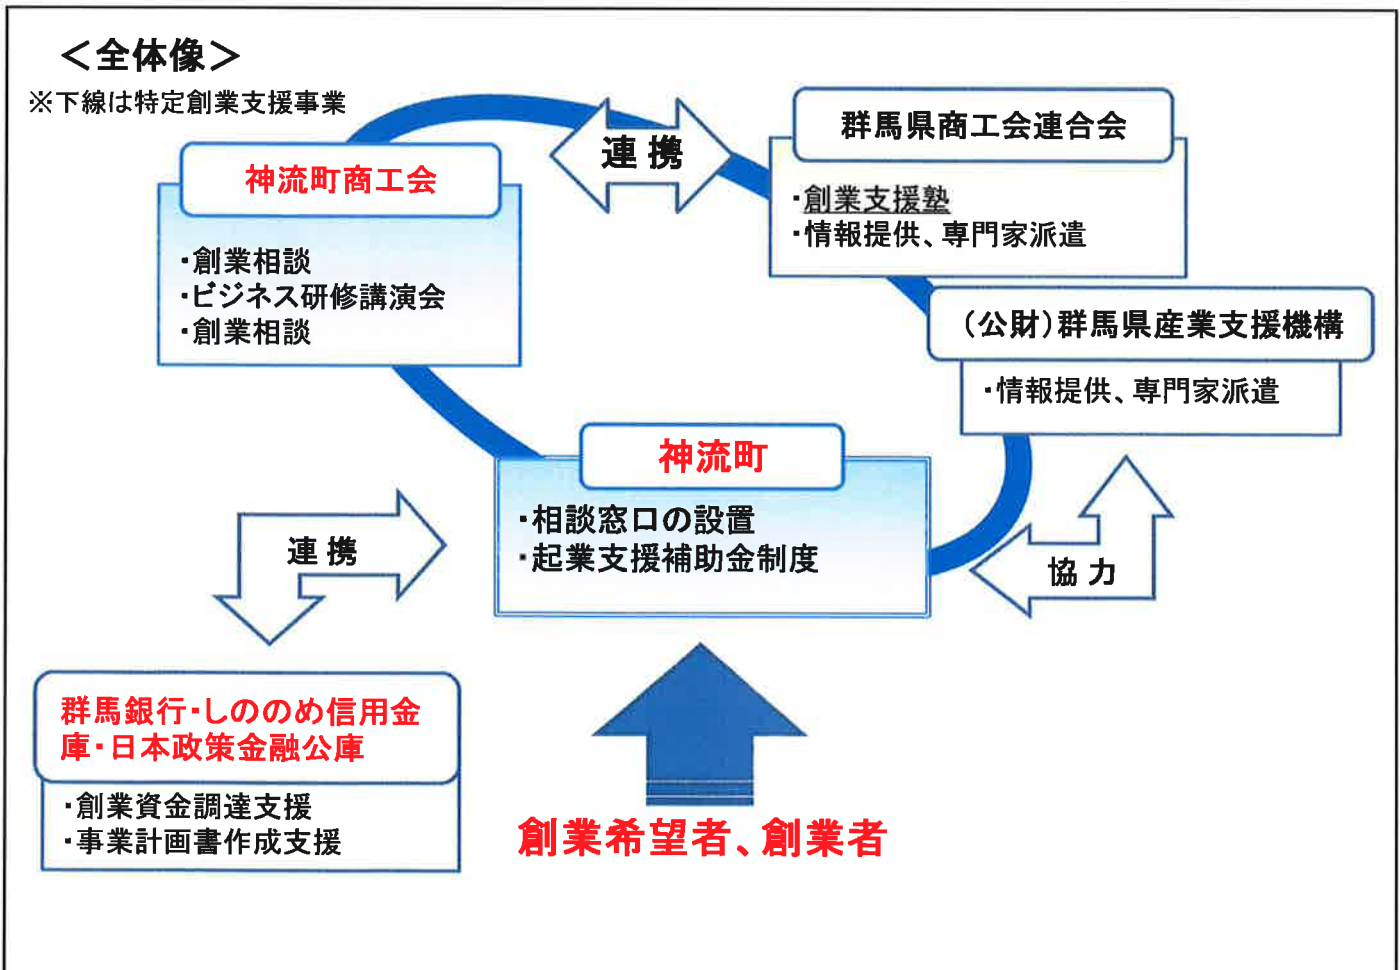 ＜全体像＞
※下線は特定創業支援事業
神流町商工会
・創業相談
・ビジネス研修講演会
・創業相談
連 携
群馬県商工会連合会
・創業支援塾
・情報提供、専門家派遣
（公財）群馬県産業支援機構
・情報提供、専門家派遣
神流町
・相談窓口の設置
・起業支援補助金制度
連 携
協 力
群馬銀行・しののめ信用金
庫・日本政策金融公庫
・創業資金調達支援
・事業計画書作成支援
創業希望者、創業者